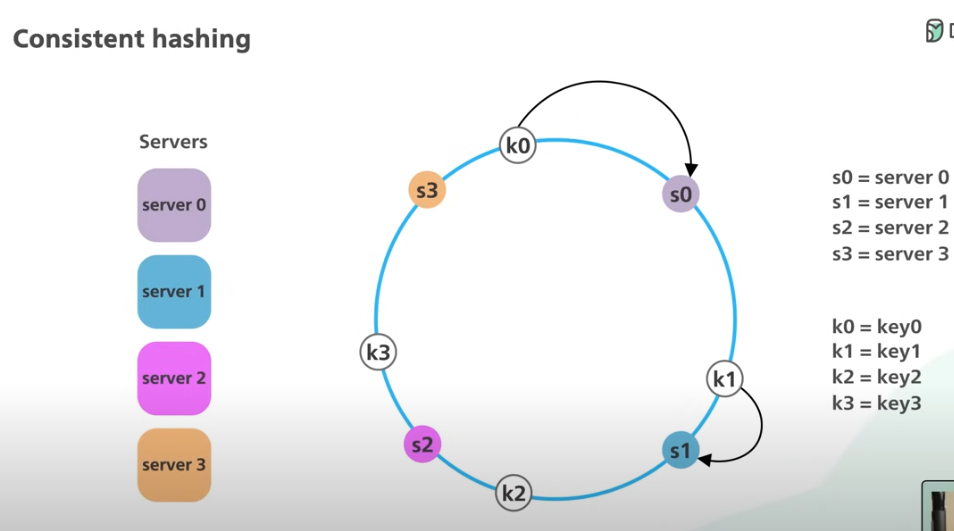 Consistent hashing
Servers
server 0
server 1
server 2
server 3
k0
s0
s3
k3
k1
s2
s1
k2
s0 = server 0
s1 = server 1
s2 = server 2
s3 = server 3
k0 = key0
k1 = key1
k2 = key2
k3 = key3